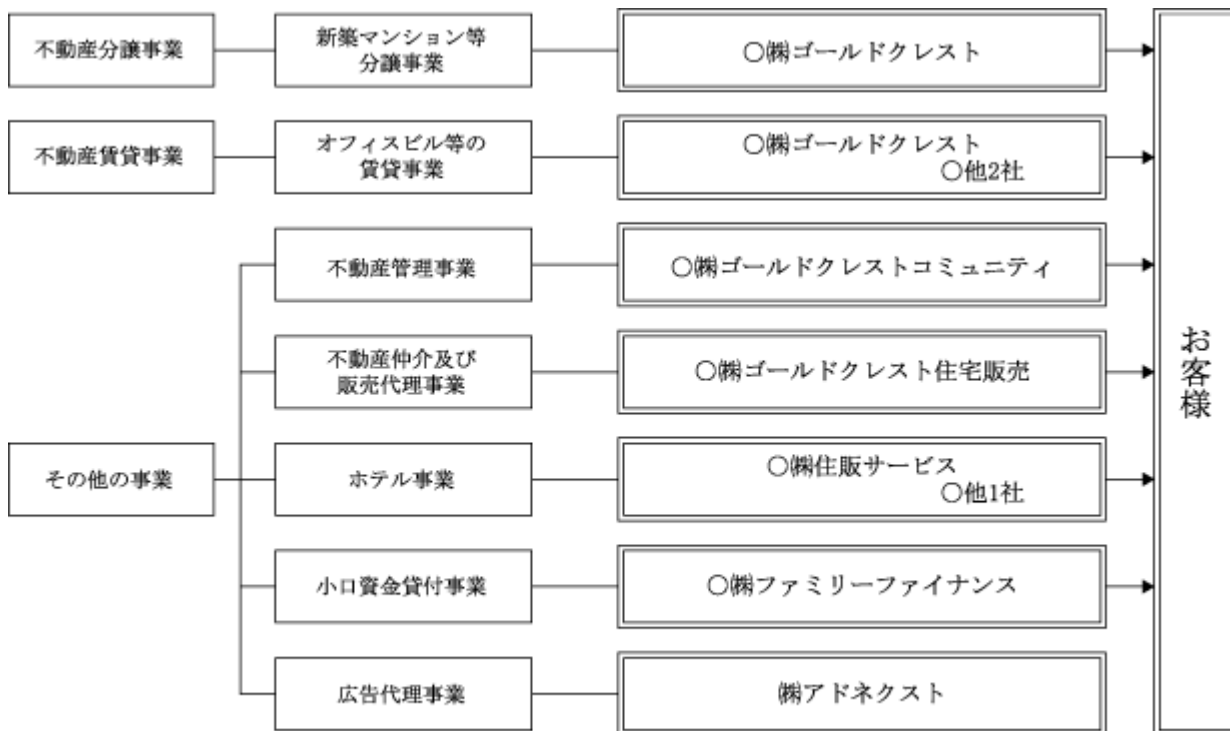 不動産分譲事業
新築マンション等
分譲事業
〇㈱ゴールドクレスト
不動産賃貸事業
オフィスビル等の
賃貸事業
〇㈱ゴールドクレスト
〇他2社
不動産管理事業
〇㈱ゴールドクレストコミュニティ
不動産仲介及び
販売代理事業
〇㈱ゴールドクレスト住宅販売
その他の事業
ホテル事業
〇㈱住販サービス
〇他1社
小口資金貸付事業
〇㈱ファミリーファイナンス
広告代理事業
㈱アドネクスト
お客様